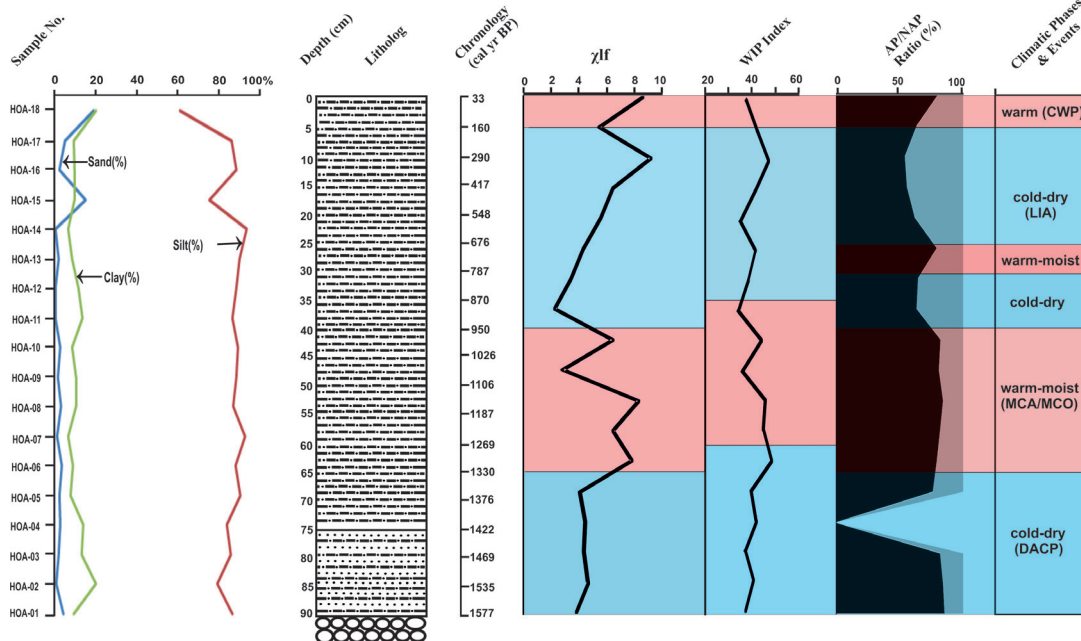 Sample No.
Depth (cm)
Litholog
Chronology
(cal yr BP)
χlf
WIP Index
AP/NAP
Ratio (%)
Climatic Phases
& Events
0 20 40 60 80 100%
0 2 4 6 8 10
20 40 60
0 50 100
HOA-18
HOA-17
HOA-16
HOA-15
HOA-14
HOA-13
HOA-12
HOA-11
HOA-10
HOA-09
HOA-08
HOA-07
HOA-06
HOA-05
HOA-04
HOA-03
HOA-02
HOA-01
Sand(%)
Silt(%)
Clay(%)
0
5
10
15
20
25
30
35
40
45
50
55
60
65
70
75
80
85
90
33
160
290
417
548
676
787
870
950
1026
1106
1187
1269
1330
1376
1422
1469
1535
1577
warm (CWP)
cold-dry
(LIA)
warm-moist
cold-dry
warm-moist
(MCA/MCO)
cold-dry
(DACP)